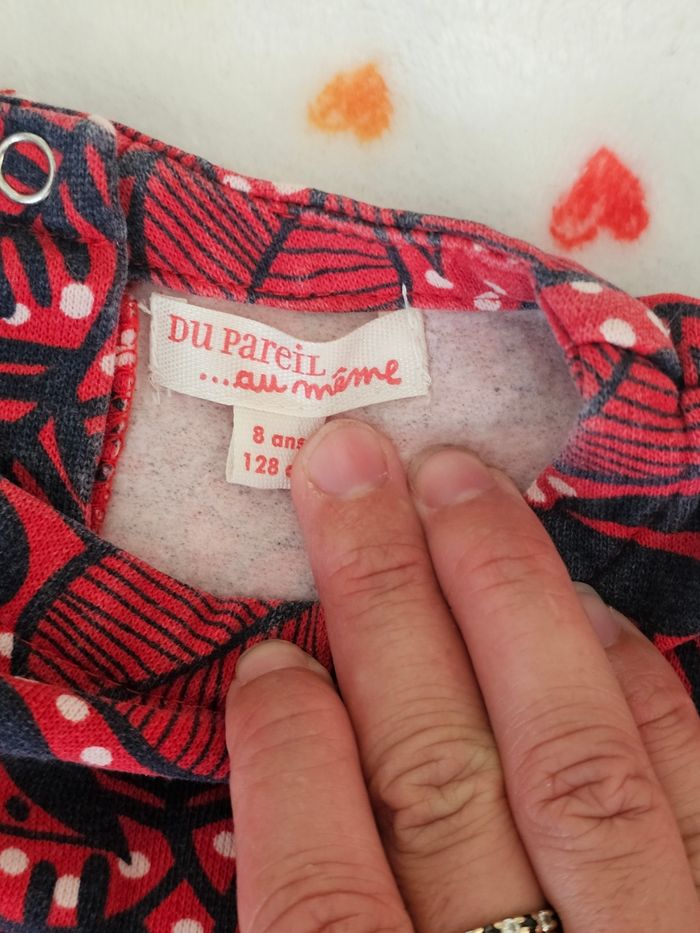 DU PAREIL
...au même
8 ans
128